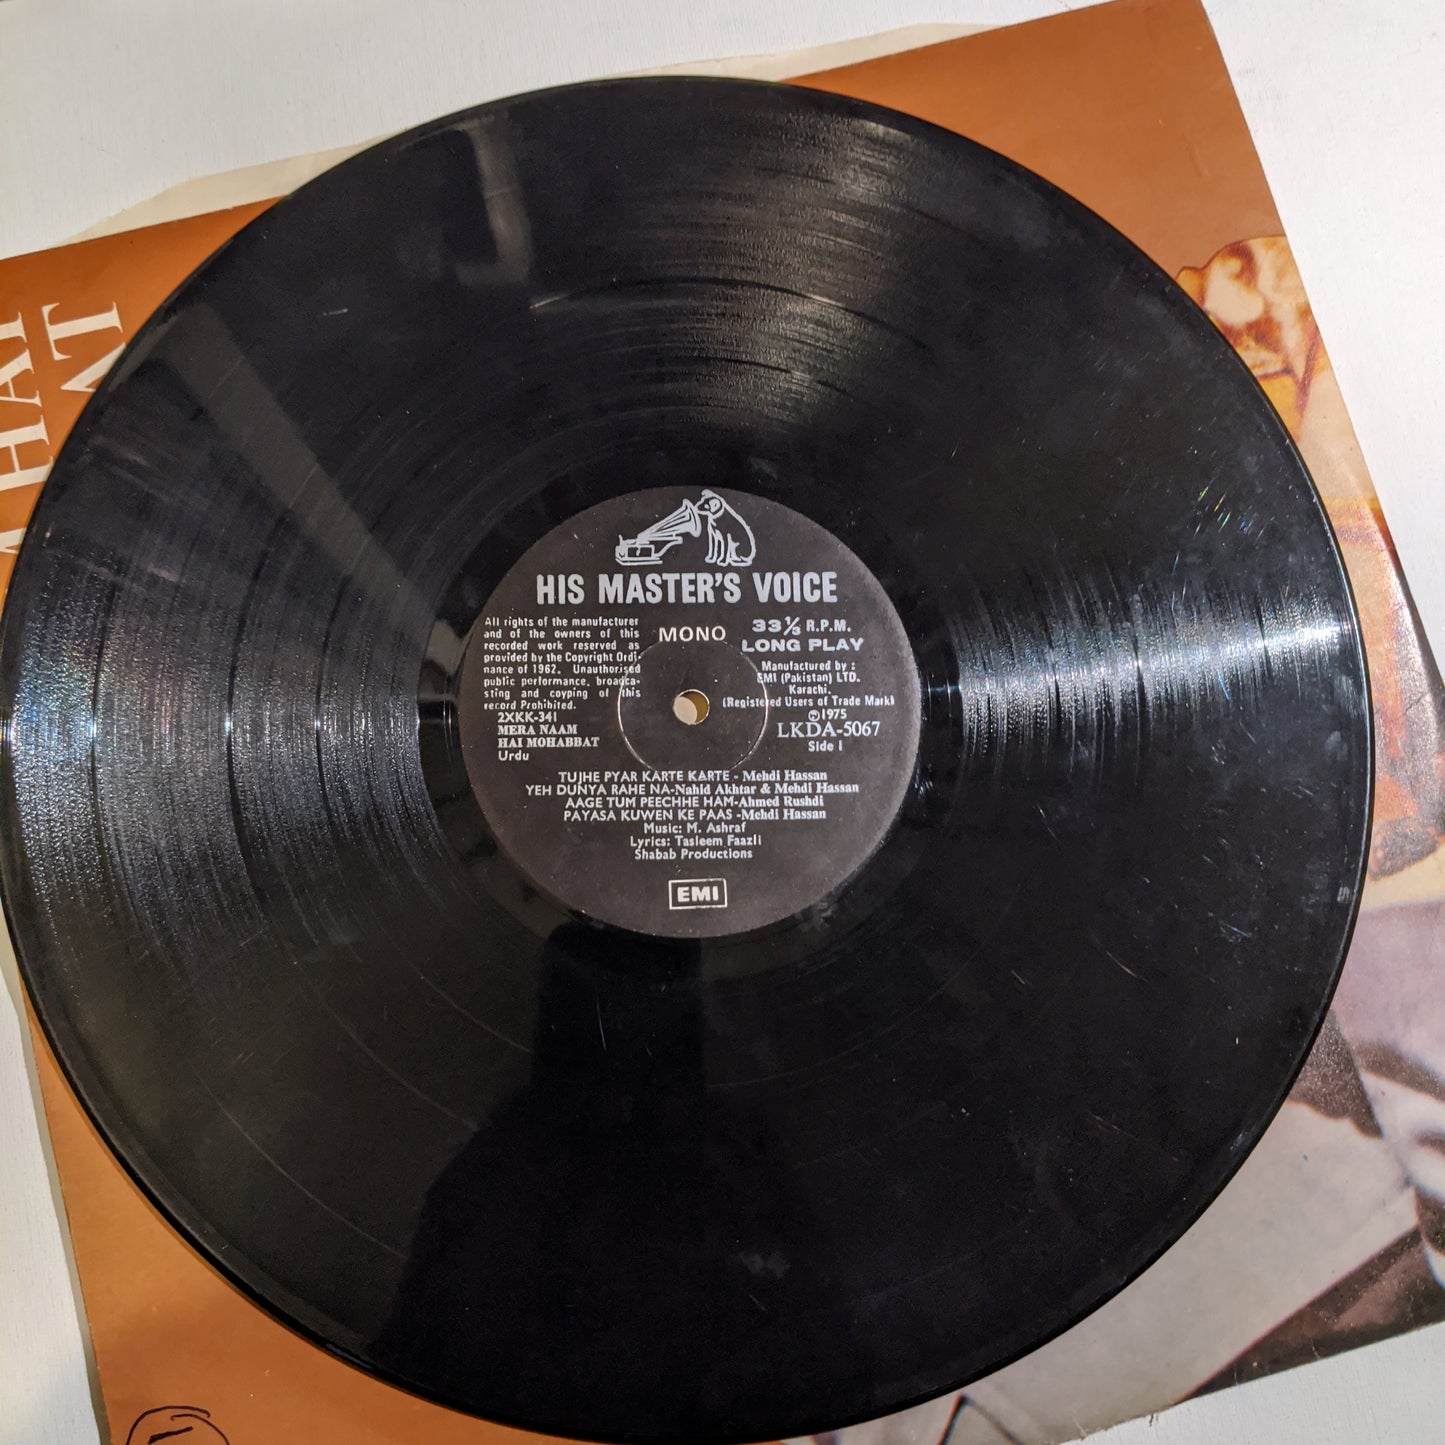 HAI
HAT
HIS MASTER'S VOICE
All rights of the manufacturer
and of the owners of this
recorded work reserved as
provided by the Copyright Ordi-
nance of 1962. Unauthorised
public performance, broadca-
sting and coyping of this
record Prohibited.
2XKK-341
MERA NAAM
HAI MOHABBAT
Urdu
MONO
33⅓ R.P.M.
LONG PLAY
Manufactured by :
EMI (Pakistan) LTD.
Karachi.
(Registered Users of Trade Mark)
℗1975
LKDA-5067
Side 1
TUJHE PYAR KARTE KARTE - Mehdi Hassan
YEH DUNYA RAHE NA-Nahid Akhtar & Mehdi Hassan
AAGE TUM PEECHHE HAM-Ahmed Rushdi
PAYASA KUWEN KE PAAS -Mehdi Hassan
Music: M. Ashraf
Lyrics: Tasleem Faazli
Shabab Productions
EMI